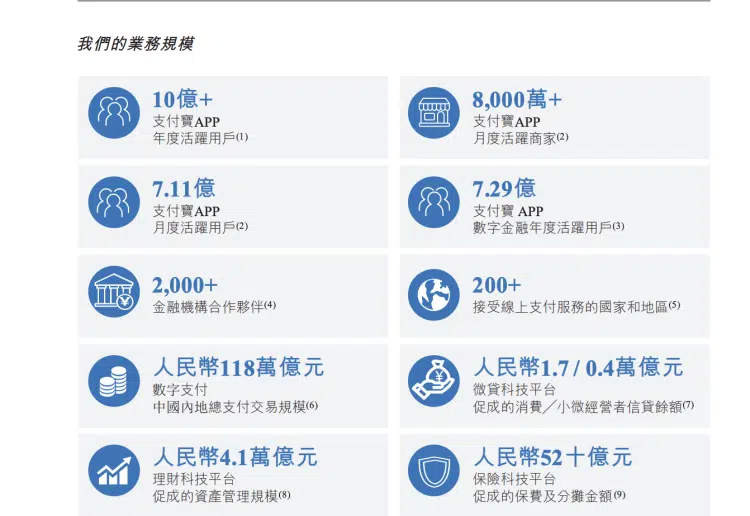 我們的業務規模
10億+
支付寶APP
年度活躍用戶(1)
8,000萬+
支付寶APP
月度活躍商家(2)
7.11億
支付寶APP
月度活躍用戶(2)
7.29億
支付寶 APP
數字金融年度活躍用戶(3)
2,000+
金融機構合作夥伴(4)
200+
接受線上支付服務的國家和地區(5)
人民幣118萬億元
數字支付
中國內地總支付交易規模(6)
人民幣1.7 / 0.4萬億元
微貸科技平台
促成的消費╱小微經營者信貸餘額(7)
人民幣4.1萬億元
理財科技平台
促成的資產管理規模(8)
人民幣52十億元
保險科技平台
促成的保費及分攤金額(9)